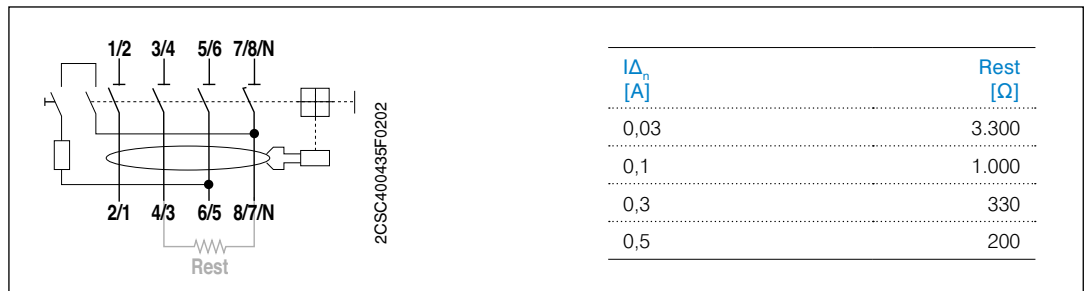 1/2 3/4 5/6 7/8/N
2/1 4/3 6/5 8/7/N
Rest
2CSC400435F0202
IΔn Rest
[A] [Ω]
0,03 3.300
0,1 1.000
0,3 330
0,5 200